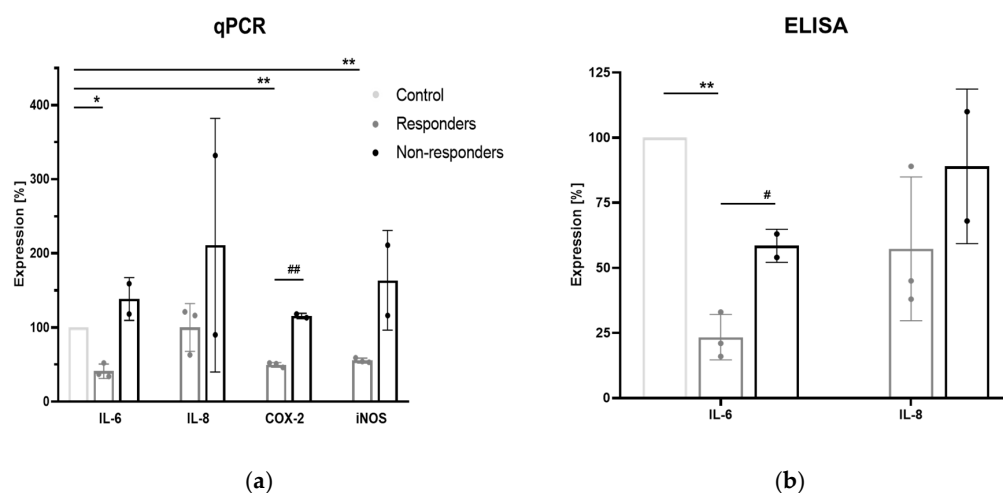 qPCR
**
**
*
Control
Responders
Non-responders
##
Expression [%]
400
300
200
100
0
IL-6 IL-8 COX-2 iNOS
(a)
ELISA
**
#
Expression [%]
125
100
75
50
25
0
IL-6 IL-8
(b)